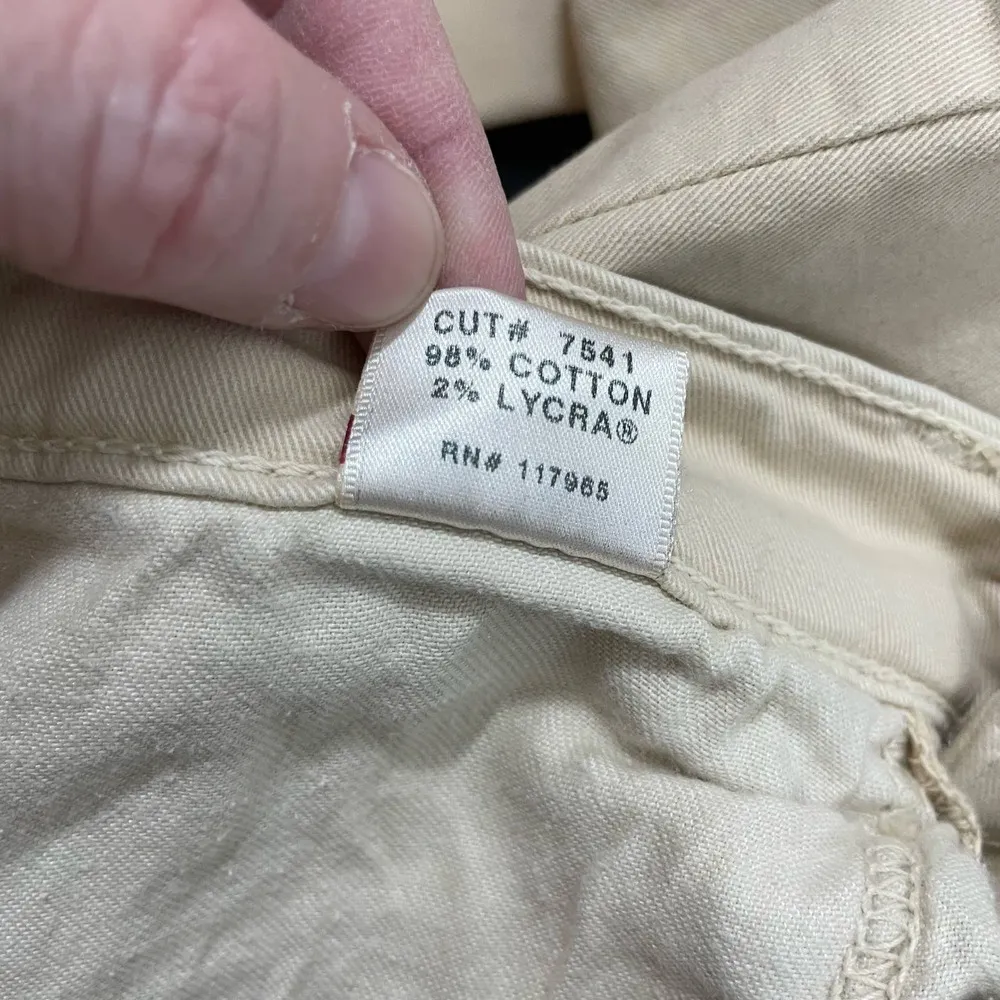 CUT# 7541
98% COTTON
2% LYCRA®
RN# 117965